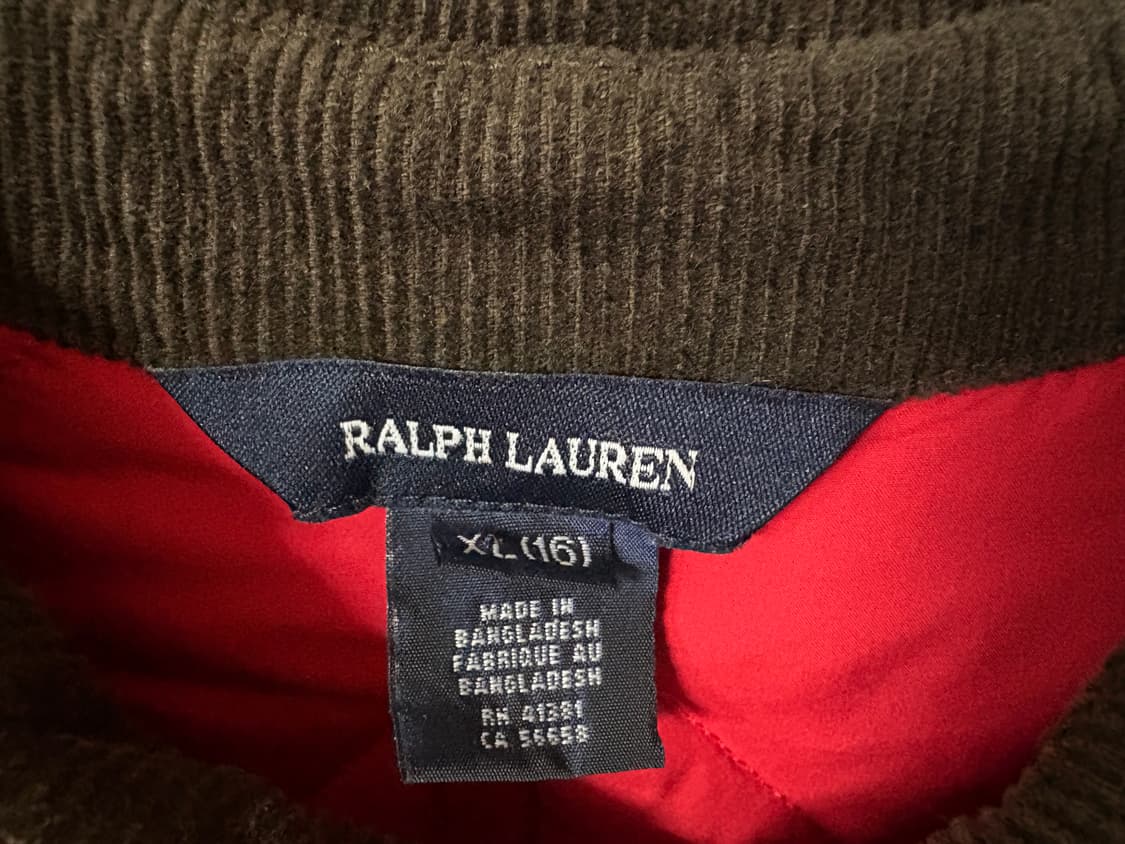 RALPH LAUREN
XL (16)
MADE IN
BANGLADESH
FABRIQUE AU
BANGLADESH
RN 41381
CA 56658